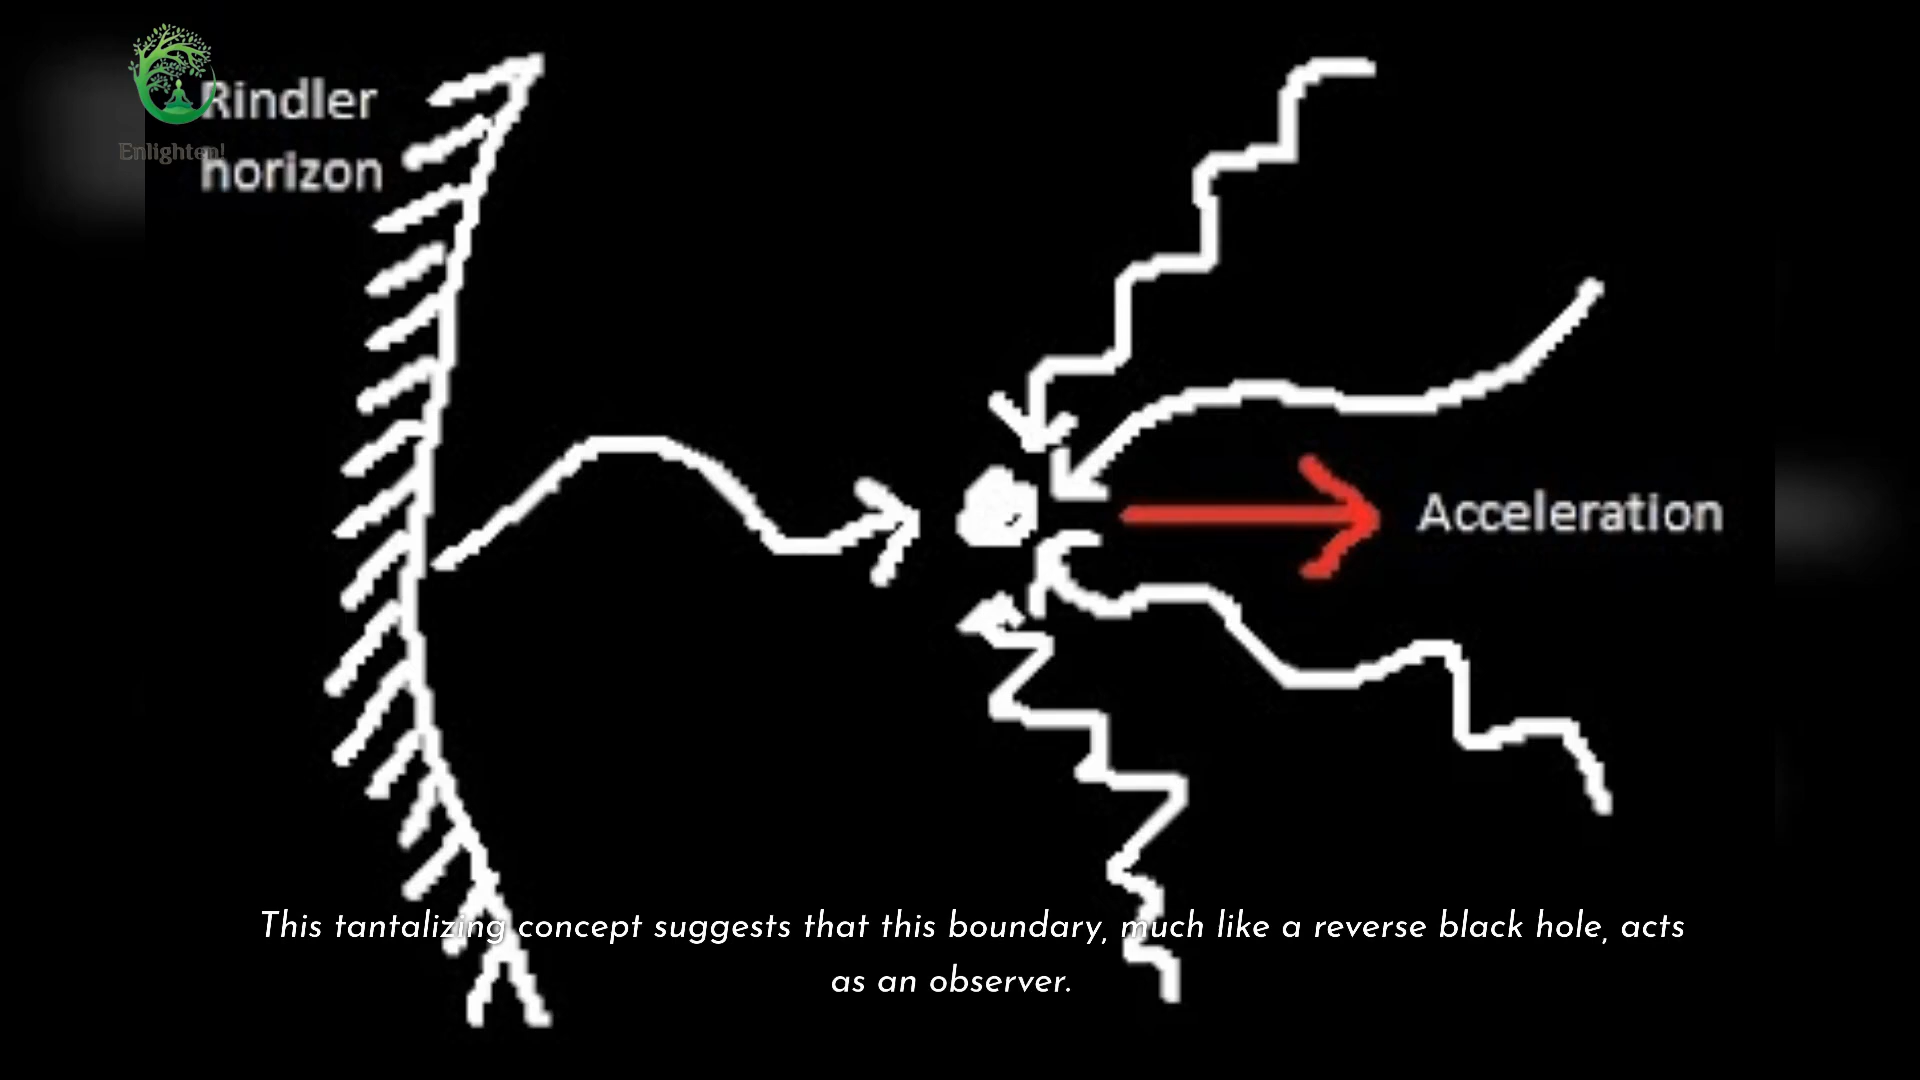 Rindler
horizon
Enlighten!
Acceleration
This tantalizing concept suggests that this boundary, much like a reverse black hole, acts
as an observer.